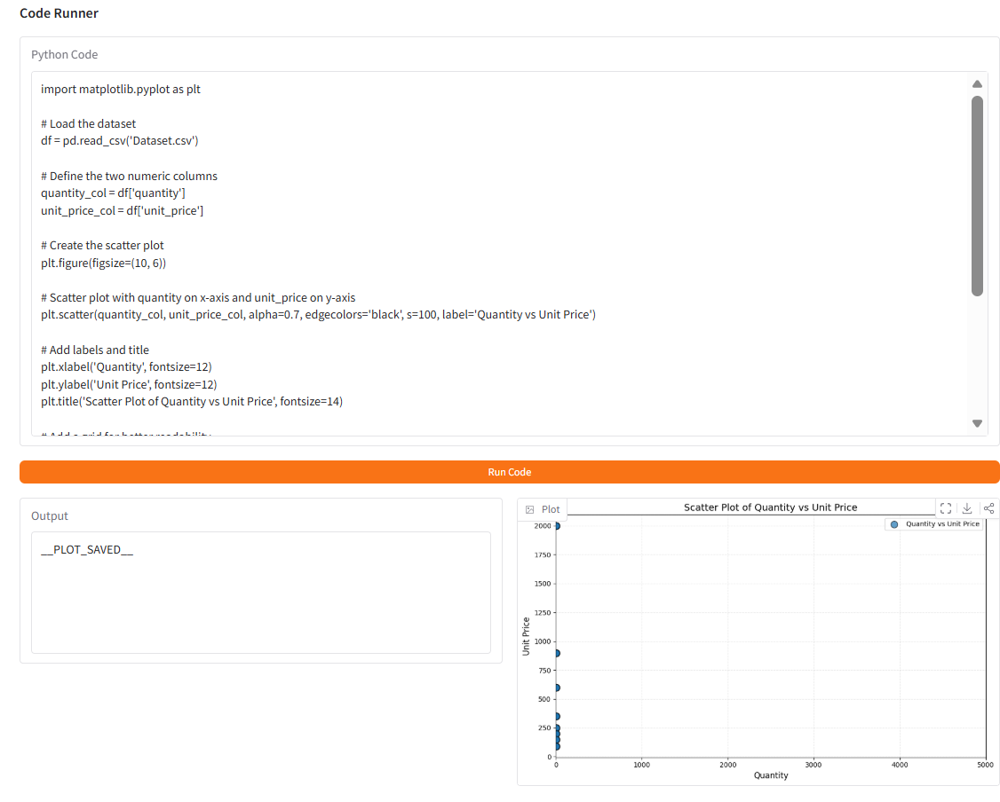 Code Runner
Python Code
import matplotlib.pyplot as plt
# Load the dataset
df = pd.read_csv('Dataset.csv')
# Define the two numeric columns
quantity_col = df['quantity']
unit_price_col = df['unit_price']
# Create the scatter plot
plt.figure(figsize=(10, 6))
# Scatter plot with quantity on x-axis and unit_price on y-axis
plt.scatter(quantity_col, unit_price_col, alpha=0.7, edgecolors='black', s=100, label='Quantity vs Unit Price')
# Add labels and title
plt.xlabel('Quantity', fontsize=12)
plt.ylabel('Unit Price', fontsize=12)
plt.title('Scatter Plot of Quantity vs Unit Price', fontsize=14)
# Add a grid for better readability
Run Code
Output
__PLOT_SAVED__
Plot
Scatter Plot of Quantity vs Unit Price
Quantity vs Unit Price
2000
1750
1500
1250
1000
750
500
250
0
Unit Price
0 1000 2000 3000 4000 5000
Quantity